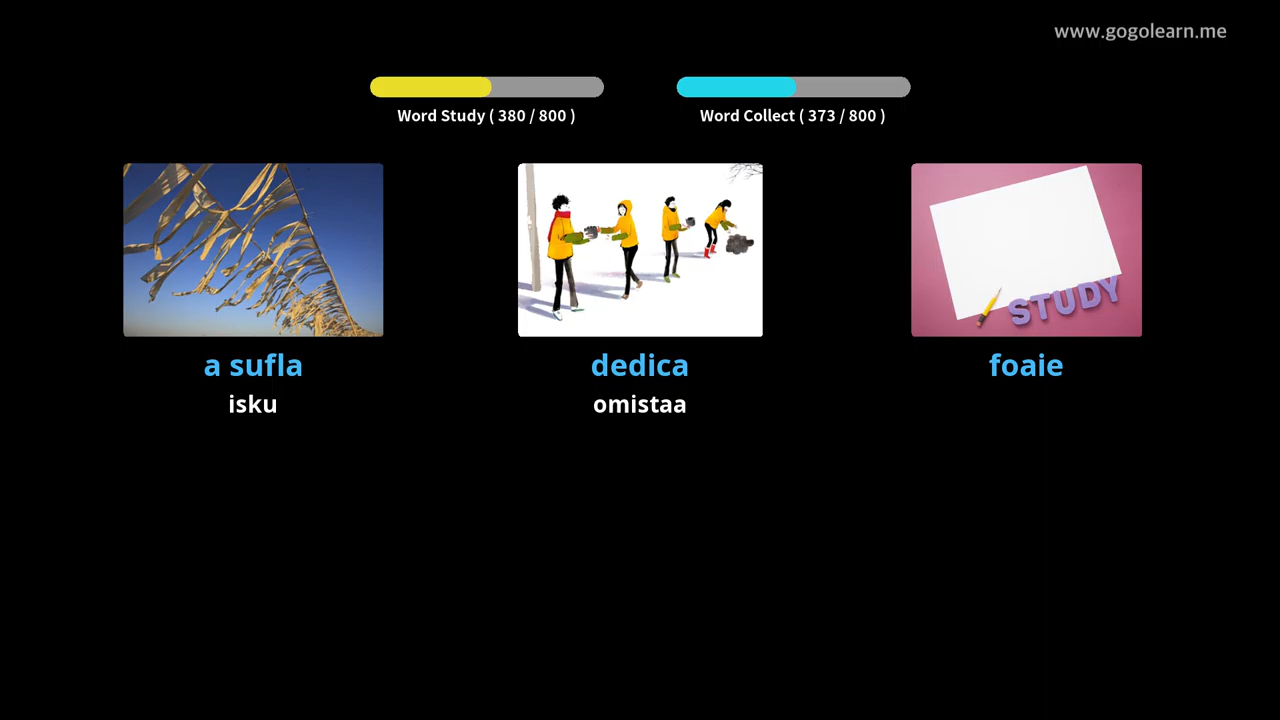 www.gogolearn.me
Word Study ( 380 / 800 )
Word Collect ( 373 / 800 )
STUDY
a sufla
dedica
foaie
isku
omistaa